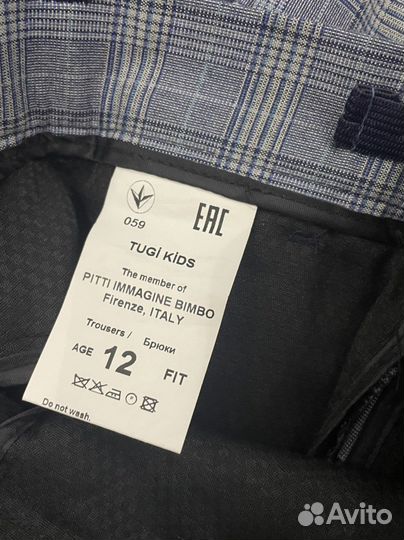 059
EAC
TUGi KiDS
The member of
PITTI IMMAGINE BIMBO
Firenze, ITALY
Trousers / Брюки
AGE 12 FIT
Do not wash.
Avito